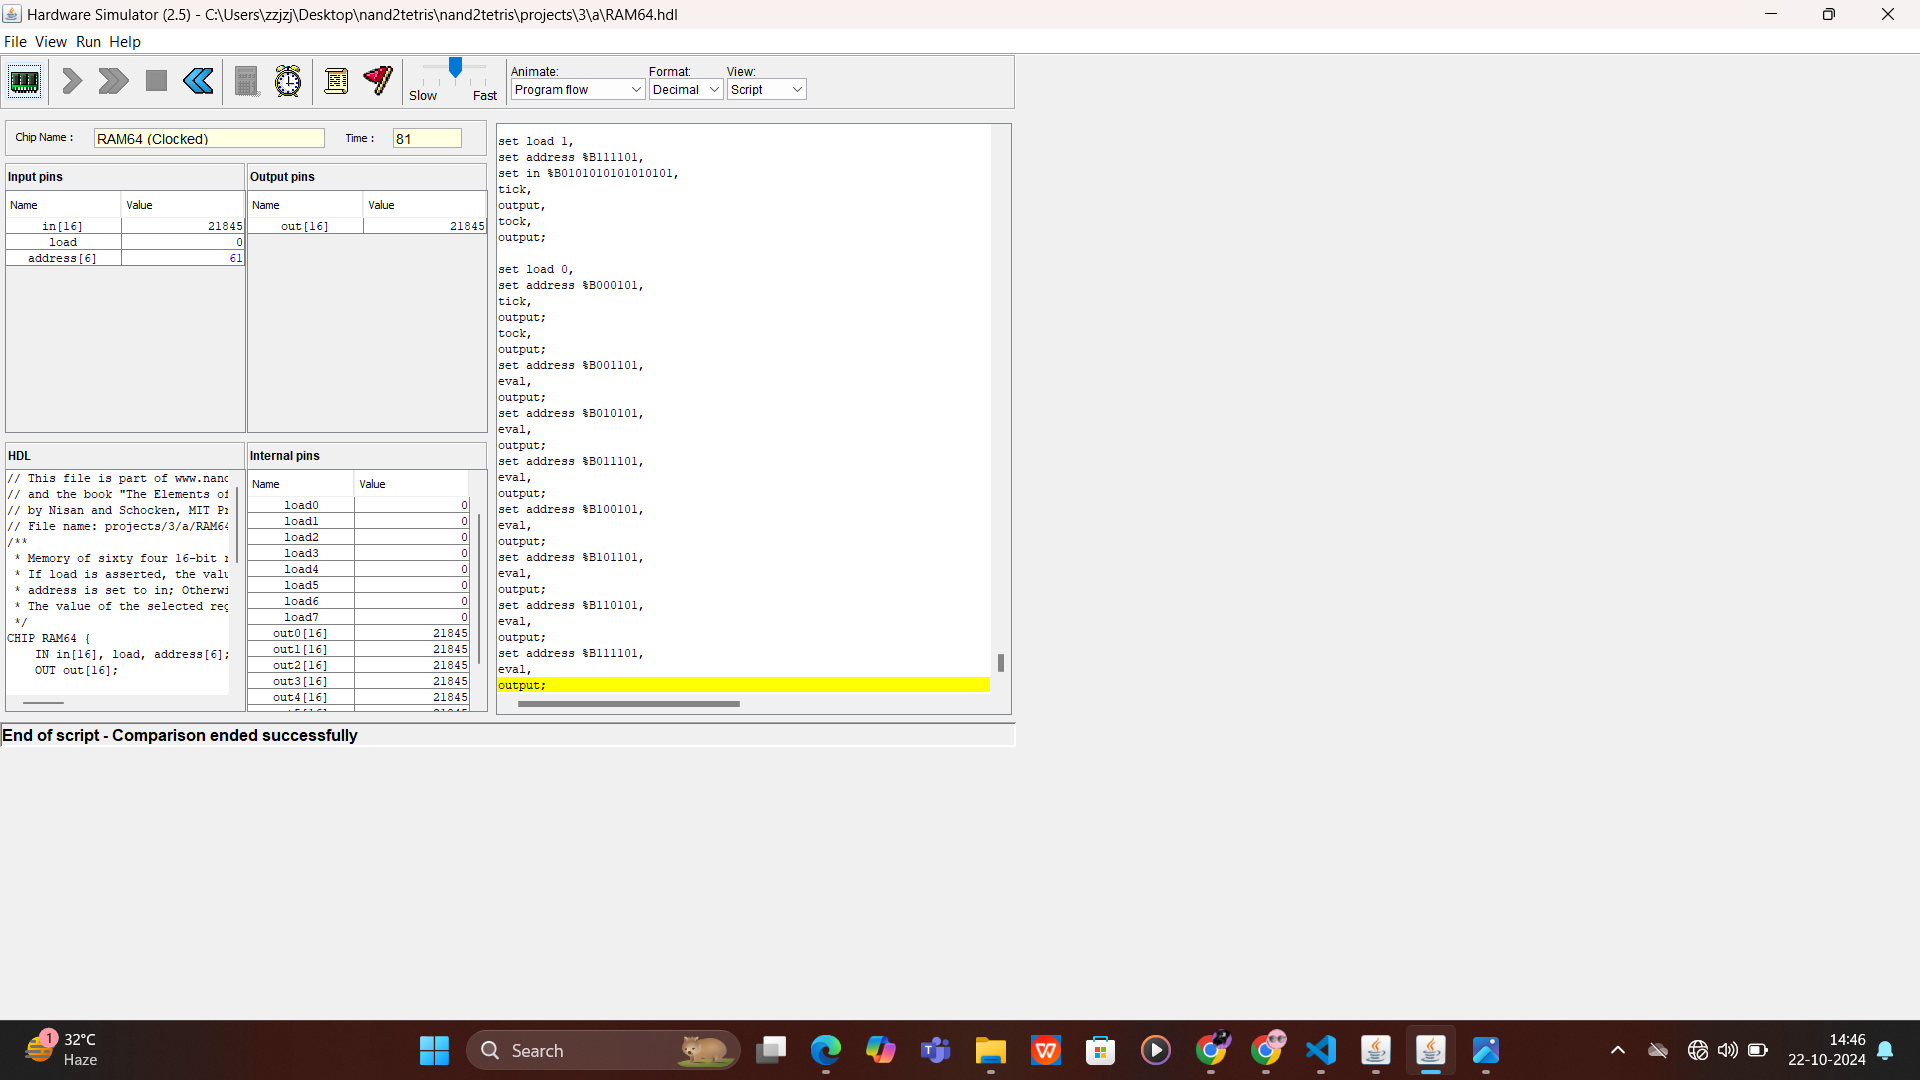 Hardware Simulator (2.5) - C:\Users\zzjzj\Desktop\nand2tetris\nand2tetris\projects\3\a\RAM64.hdl
File View Run Help
Slow Fast
Animate:
Program flow
Format:
Decimal
View:
Script
Chip Name :
RAM64 (Clocked)
Time :
81
Input pins
Name Value
in[16] 21845
load 0
address[6] 61
Output pins
Name Value
out[16] 21845
HDL
// This file is part of www.nand
// and the book "The Elements of
// by Nisan and Schocken, MIT Pr
// File name: projects/3/a/RAM64
/**
* Memory of sixty four 16-bit r
* If load is asserted, the valu
* address is set to in; Otherwi
* The value of the selected reg
*/
CHIP RAM64 {
IN in[16], load, address[6];
OUT out[16];
Internal pins
Name Value
load0 0
load1 0
load2 0
load3 0
load4 0
load5 0
load6 0
load7 0
out0[16] 21845
out1[16] 21845
out2[16] 21845
out3[16] 21845
out4[16] 21845
set load 1,
set address %B111101,
set in %B0101010101010101,
tick,
output,
tock,
output;
set load 0,
set address %B000101,
tick,
output;
tock,
output;
set address %B001101,
eval,
output;
set address %B010101,
eval,
output;
set address %B011101,
eval,
output;
set address %B100101,
eval,
output;
set address %B101101,
eval,
output;
set address %B110101,
eval,
output;
set address %B111101,
eval,
output;
End of script - Comparison ended successfully
1
32°C
Haze
Search
14:46
22-10-2024